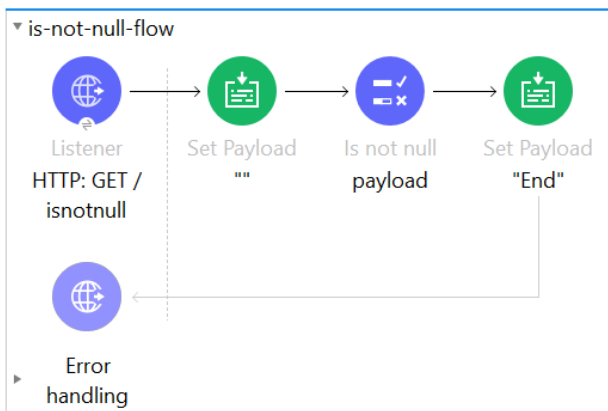 is-not-null-flow
Listener
HTTP: GET /
isnotnull
Set Payload
""
Is not null
payload
Set Payload
"End"
Error
handling